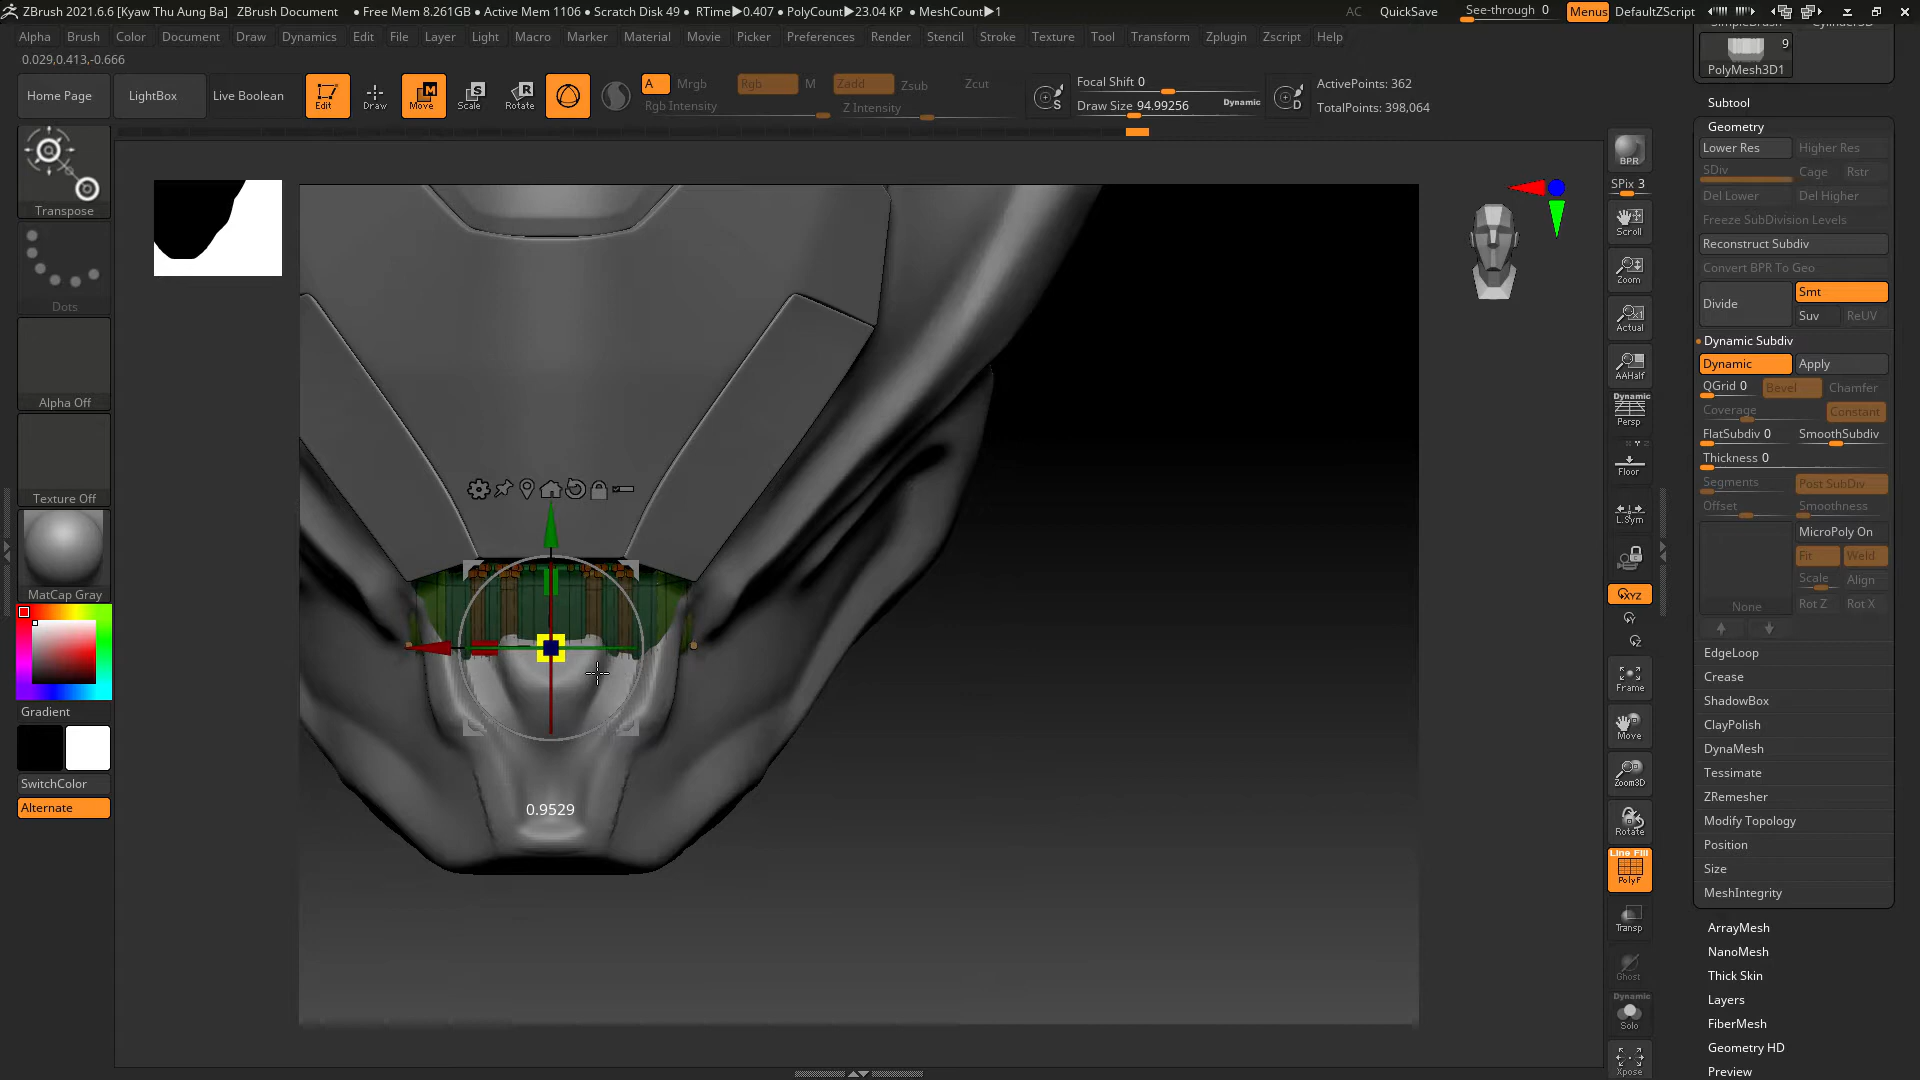 ZBrush 2021.6.6 [Kyaw Thu Aung Ba] ZBrush Document • Free Mem 8.261GB • Active Mem 1106 • Scratch Disk 49 • RTime▶0.407 • PolyCount▶23.04 KP • MeshCount▶1 AC QuickSave See-through 0 Menus DefaultZScript
Alpha Brush Color Document Draw Dynamics Edit File Layer Light Macro Marker Material Movie Picker Preferences Render Stencil Stroke Texture Tool Transform Zplugin Zscript Help
0.029,0.413,-0.666
Home Page LightBox Live Boolean Edit Draw Move Scale Rotate
A Mrgb Rgb M Zadd Zsub Zcut
Rgb Intensity Z Intensity
Focal Shift 0
Draw Size 94.99256 Dynamic
ActivePoints: 362
TotalPoints: 398,064
Transpose
Dots
Alpha Off
Texture Off
MatCap Gray
Gradient
SwitchColor
Alternate
0.9529
BPR
SPix 3
Scroll
Zoom
Actual
AAHalf
Dynamic
Persp
Floor
L.Sym
XYZ
Frame
Move
Zoom3D
Rotate
Line Fill
PolyF
Transp
Ghost
Dynamic
Solo
Xpose
9
PolyMesh3D1
Subtool
Geometry
Lower Res Higher Res
SDiv Cage Rstr
Del Lower Del Higher
Freeze SubDivision Levels
Reconstruct Subdiv
Convert BPR To Geo
Divide Smt
Suv ReUV
Dynamic Subdiv
Dynamic Apply
QGrid 0 Bevel Chamfer
Coverage Constant
FlatSubdiv 0 SmoothSubdiv
Thickness 0
Segments Post SubDiv
Offset Smoothness
MicroPoly On
Fit Weld
Scale Align
None Rot Z Rot X
EdgeLoop
Crease
ShadowBox
ClayPolish
DynaMesh
Tessimate
ZRemesher
Modify Topology
Position
Size
MeshIntegrity
ArrayMesh
NanoMesh
Thick Skin
Layers
FiberMesh
Geometry HD
Preview